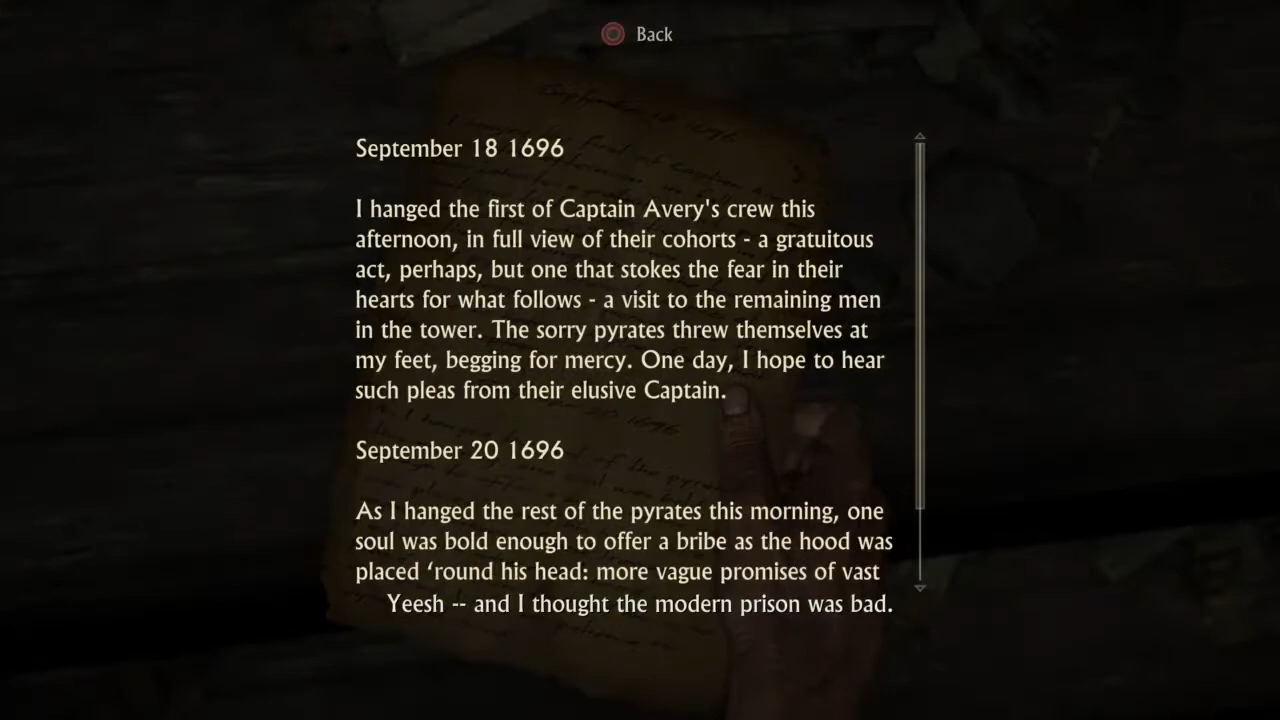 Back
September 18 1696
I hanged the first of Captain Avery's crew this
afternoon, in full view of their cohorts - a gratuitous
act, perhaps, but one that stokes the fear in their
hearts for what follows - a visit to the remaining men
in the tower. The sorry pyrates threw themselves at
my feet, begging for mercy. One day, I hope to hear
such pleas from their elusive Captain.
September 20 1696
As I hanged the rest of the pyrates this morning, one
soul was bold enough to offer a bribe as the hood was
placed ‘round his head: more vague promises of vast
Yeesh -- and I thought the modern prison was bad.